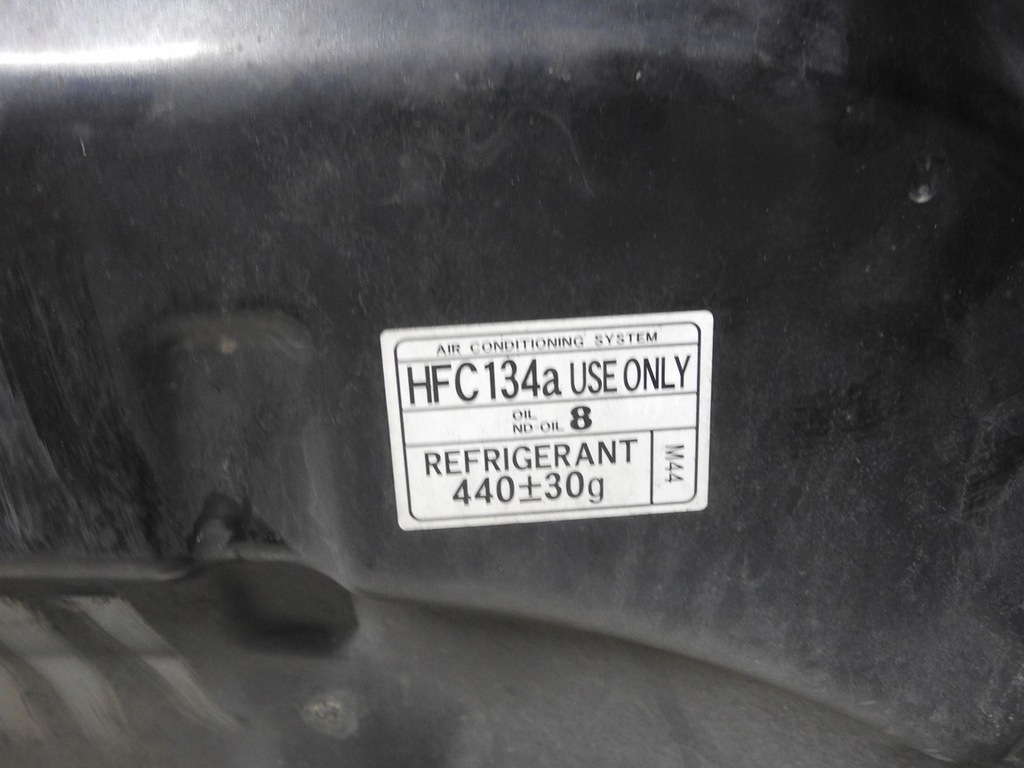 AIR CONDITIONING SYSTEM
HFC134a USE ONLY
OIL
ND-OIL 8
REFRIGERANT
440±30g
M44